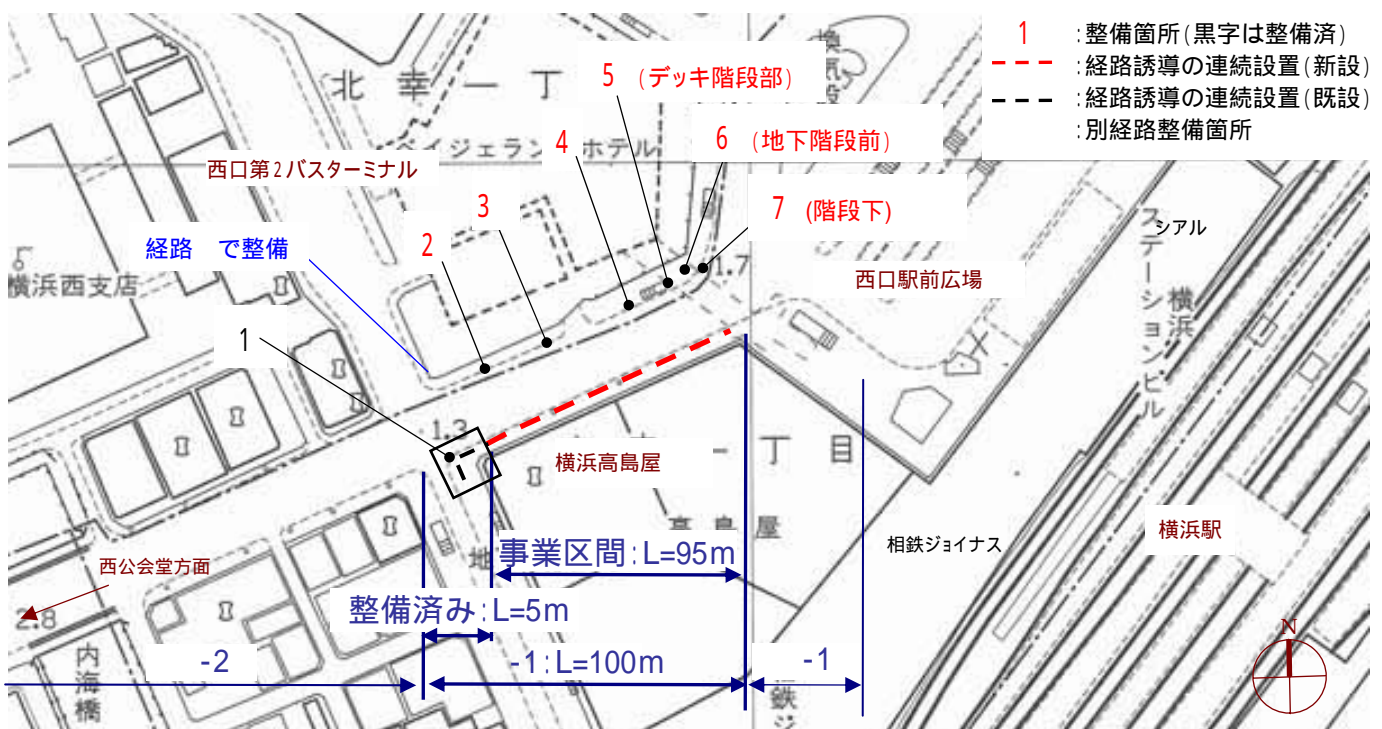 1 :整備箇所(黒字は整備済)
:経路誘導の連続設置(新設)
:経路誘導の連続設置(既設)
:別経路整備箇所
換気
設
北幸一丁
5 (デッキ階段部)
4
6 (地下階段前)
ベイジェラン ホテル
西口第2バスターミナル
3
7 (階段下)
2
経路 で整備
横浜西支店
1.7
シアル
ステーションビル
横浜
西口駅前広場
1
1.3
一丁目
横浜高島屋
高島屋
相鉄ジョイナス
横浜駅
地
事業区間:L=95m
西公会堂方面
2.8
整備済み:L=5m
内海橋
-2
-1:L=100m
-1
相鉄ジ
N